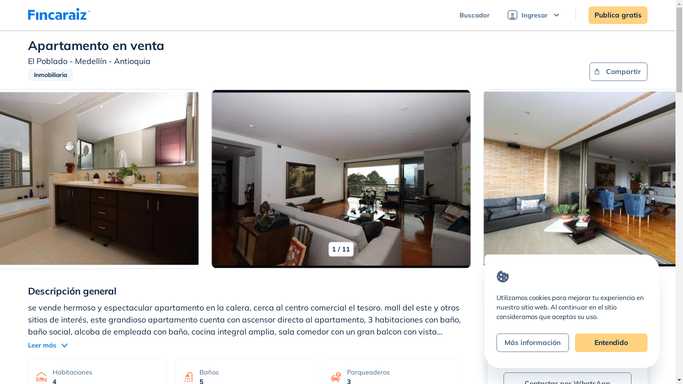 Fincaraiz
Buscador
Ingresar
Publica gratis
Apartamento en venta
El Poblado - Medellín - Antioquia
Inmobiliaria
Compartir
1 / 11
Descripción general
se vende hermoso y espectacular apartamento en la calera, cerca al centro comercial el tesoro. mall del este y otros
sitios de interés, este grandioso apartamento cuenta con ascensor directo al apartamento, 3 habitaciones con baño,
baño social, alcoba de empleada con baño, cocina integral amplia, sala comedor con un gran balcon con vista...
Leer más
Habitaciones
4
Baños
5
Parqueaderos
3
Utilizamos cookies para mejorar tu experiencia en
nuestro sitio web. Al continuar en el sitio
consideramos que aceptas su uso.
Más información
Entendido
Contactar por WhatsApp